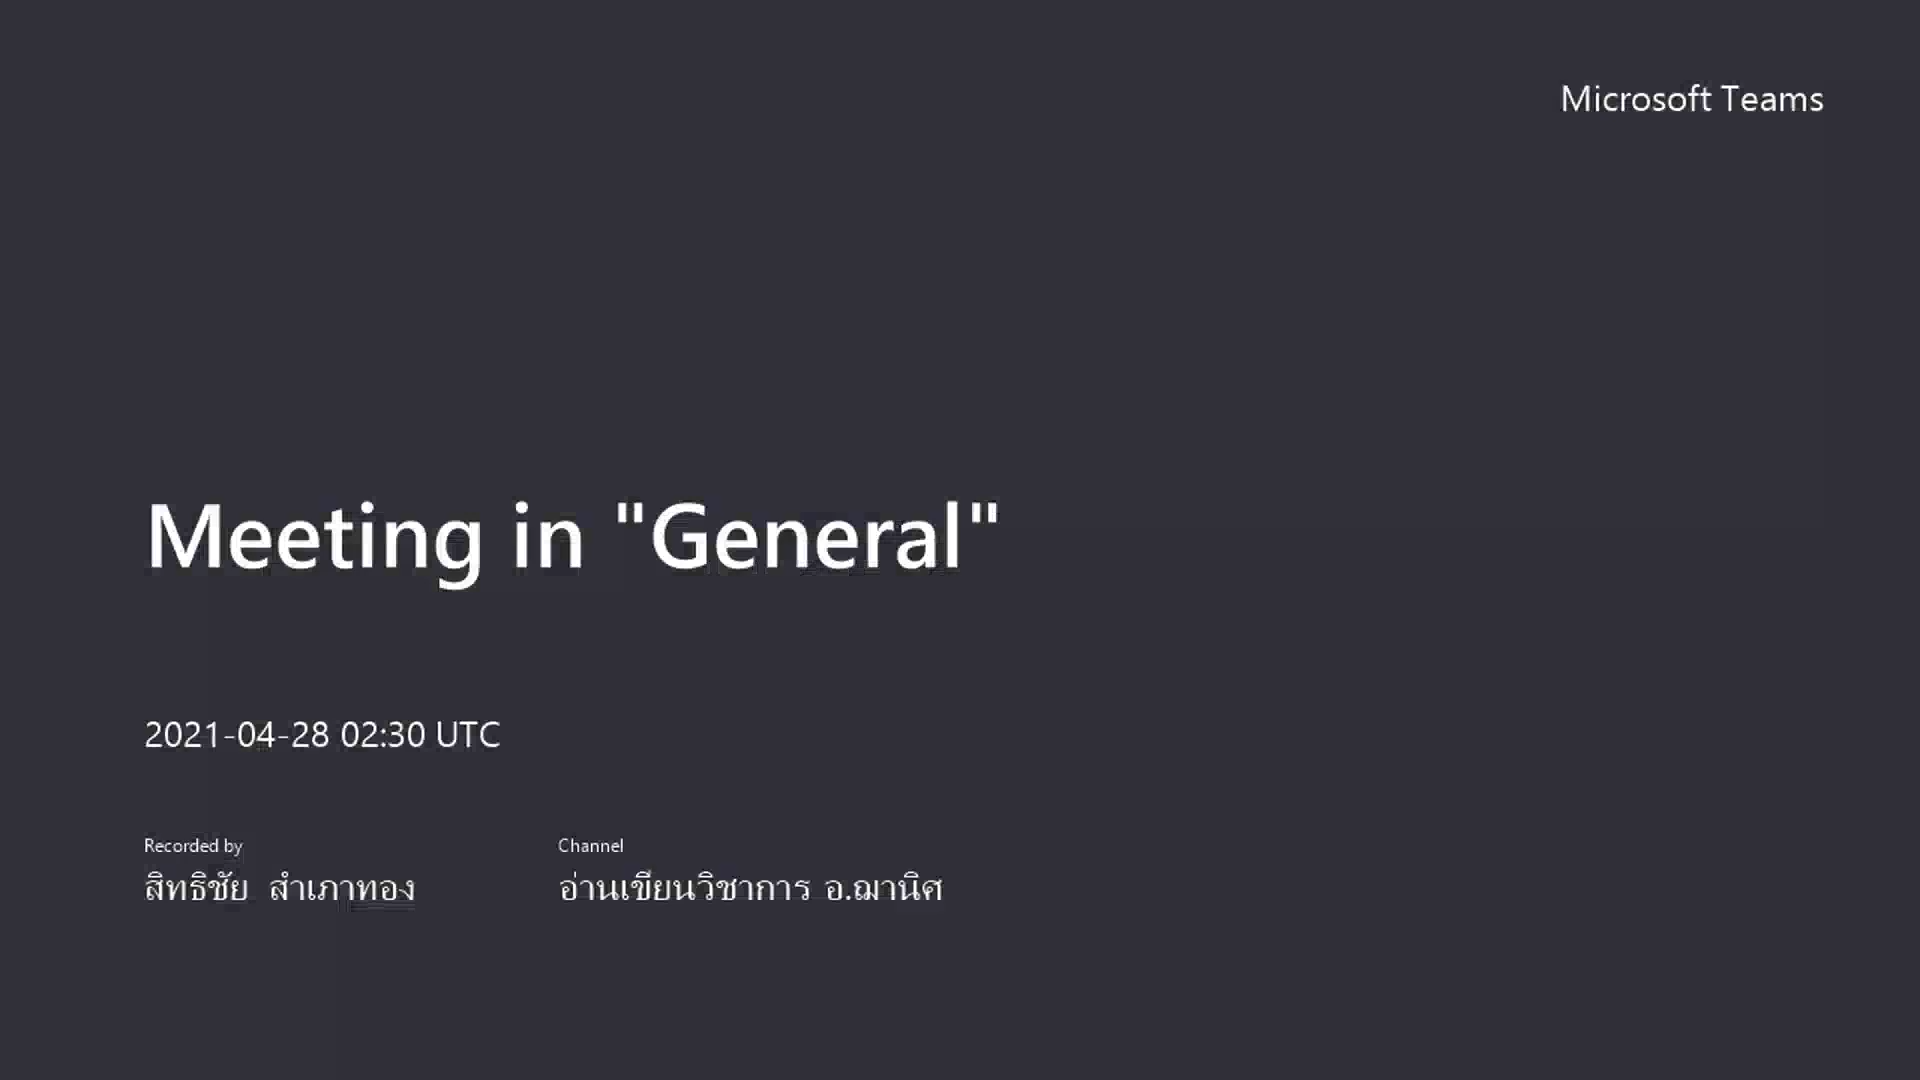 Microsoft Teams
Meeting in "General"
2021-04-28 02:30 UTC
Recorded by
สิทธิชัย สำเภาทอง
Channel
อ่านเขียนวิชาการ อ.ฌานิศ